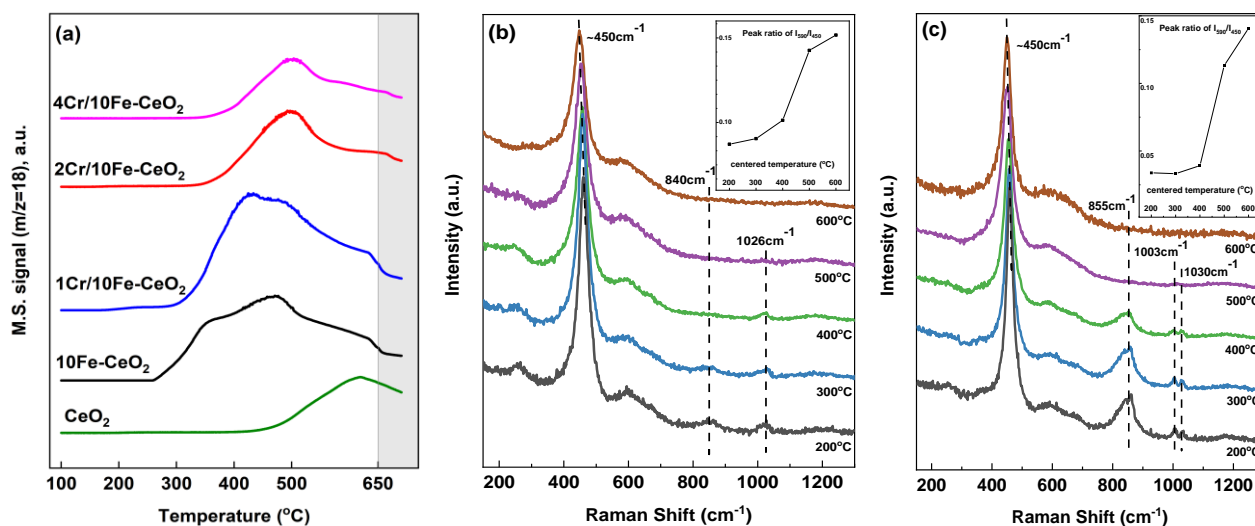 (a)
4Cr/10Fe-CeO₂
2Cr/10Fe-CeO₂
1Cr/10Fe-CeO₂
10Fe-CeO₂
CeO₂
M.S. signal (m/z=18), a.u.
100 200 300 400 500 650
Temperature (°C)
(b)
~450cm⁻¹
Peak ratio of I₅₉₀/I₄₅₀
0.15
0.10
centered temperature (°C)
200 300 400 500 600
840cm⁻¹
600°C
1026cm⁻¹
500°C
400°C
300°C
200°C
Intensity (a.u.)
200 400 600 800 1000 1200
Raman Shift (cm⁻¹)
(c)
~450cm⁻¹
0.15
Peak ratio of I₅₉₀/I₄₅₀
0.10
0.05
centered temperature (°C)
200 300 400 500 600
855cm⁻¹
600°C
1003cm⁻¹
1030cm⁻¹
500°C
400°C
300°C
200°C
Intensity (a.u.)
200 400 600 800 1000 1200
Raman Shift (cm⁻¹)